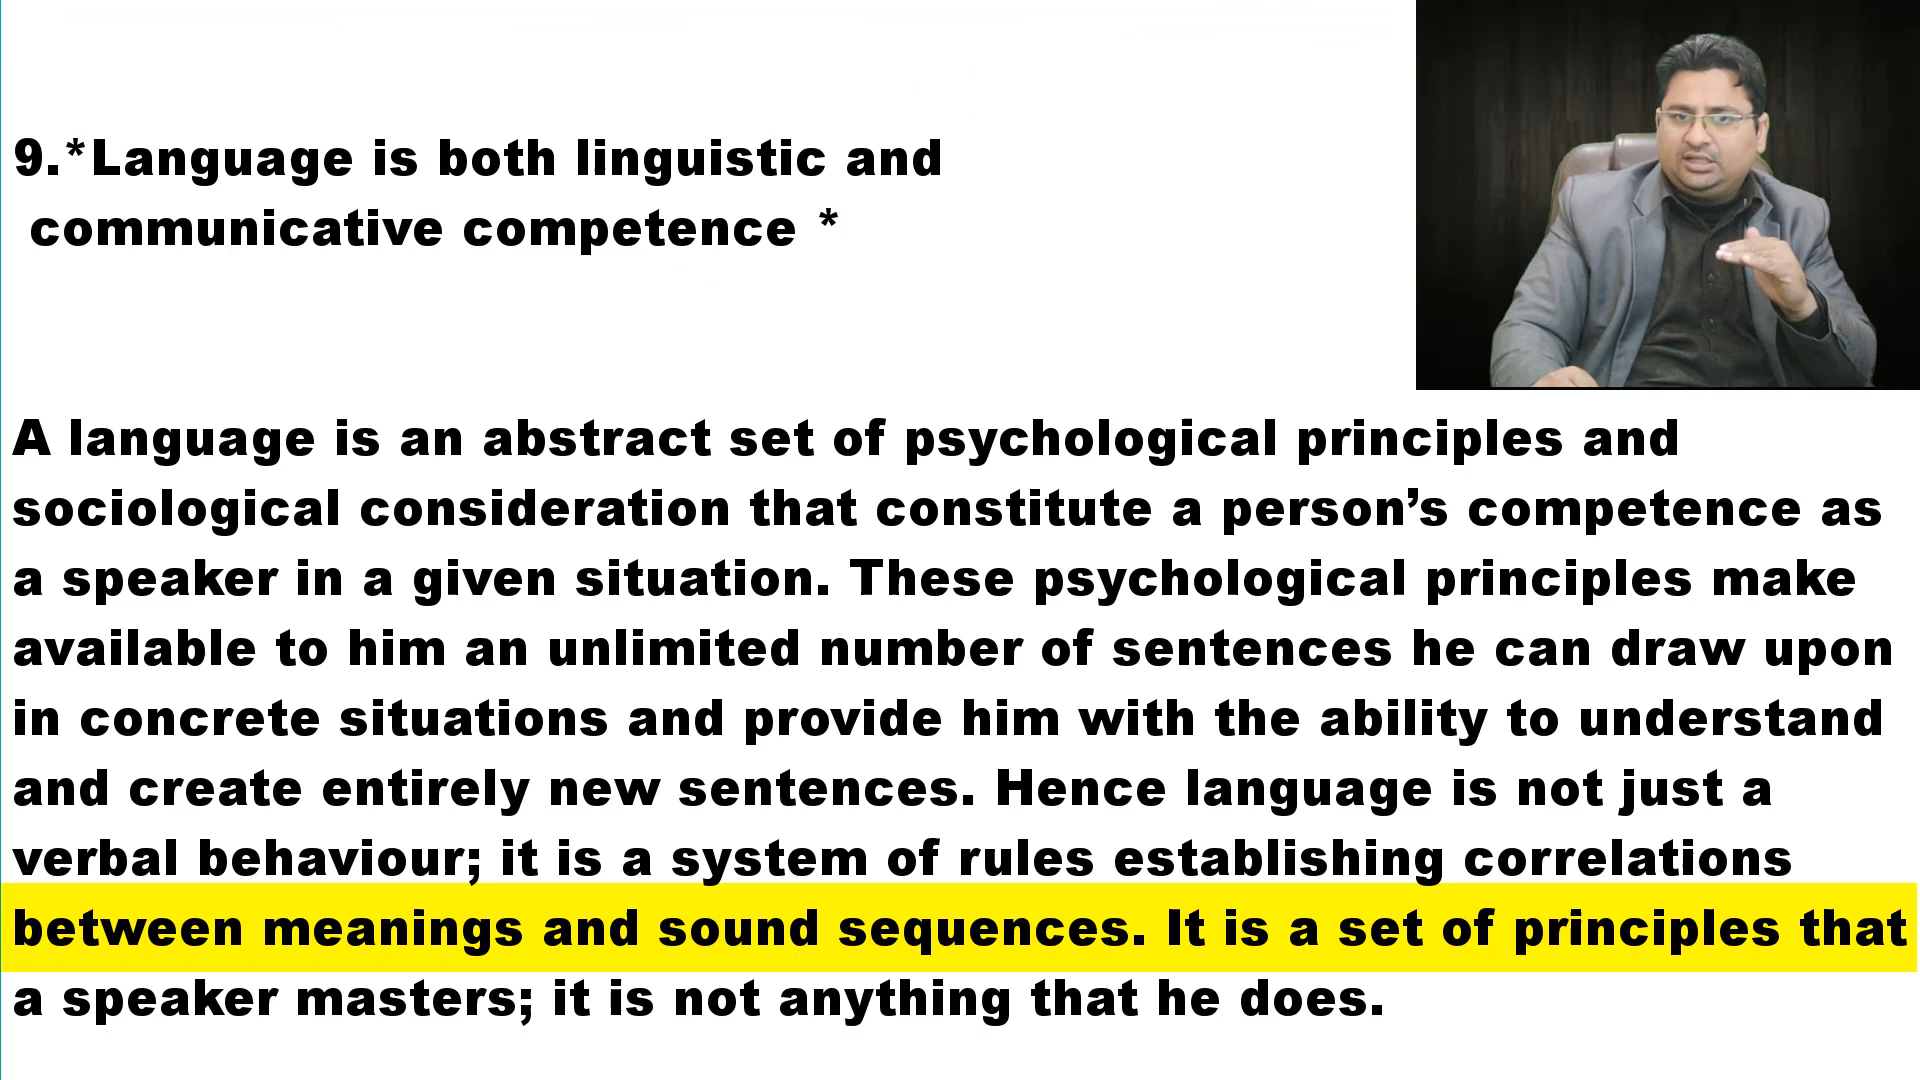 9.*Language is both linguistic and
communicative competence *
A language is an abstract set of psychological principles and
sociological consideration that constitute a person’s competence as
a speaker in a given situation. These psychological principles make
available to him an unlimited number of sentences he can draw upon
in concrete situations and provide him with the ability to understand
and create entirely new sentences. Hence language is not just a
verbal behaviour; it is a system of rules establishing correlations
between meanings and sound sequences. It is a set of principles that
a speaker masters; it is not anything that he does.